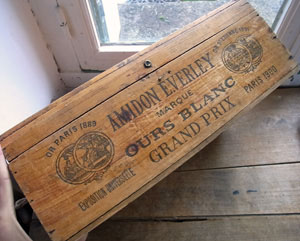 OR PARIS 1889
EXPOSITION UNIVERSELLE
AMIDON EVERLEY
MARQUE
OURS BLANC
GRAND PRIX
PARIS 1900